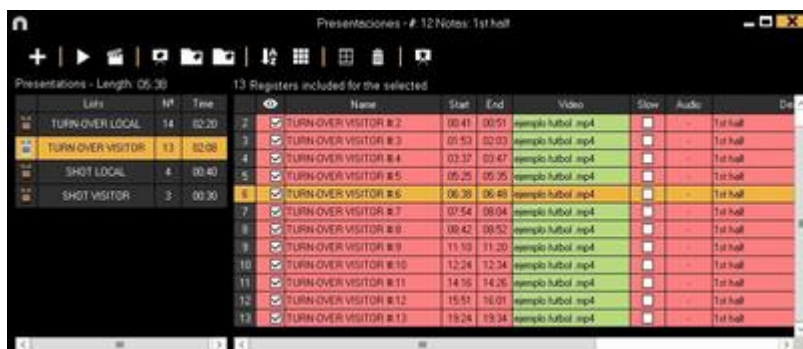 Presentaciones - #: 12 Notes: 1st half
Presentations - Length: 05:38
13 Registers included for the selected
Lists Nº Time
TURN-OVER LOCAL 14 02:20
TURN-OVER VISITOR 13 02:08
SHOT LOCAL 4 00:40
SHOT VISITOR 3 00:30
Name Start End Video Slow Audio De
2 TURN-OVER VISITOR #:2 00:41 00:51 ejemplo futbol .mp4 - 1st half
3 TURN-OVER VISITOR #:3 01:53 02:03 ejemplo futbol .mp4 - 1st half
4 TURN-OVER VISITOR #:4 03:37 03:47 ejemplo futbol .mp4 - 1st half
5 TURN-OVER VISITOR #:5 05:25 05:35 ejemplo futbol .mp4 - 1st half
6 TURN-OVER VISITOR #:6 06:38 06:48 ejemplo futbol .mp4 - 1st half
7 TURN-OVER VISITOR #:7 07:54 08:04 ejemplo futbol .mp4 - 1st half
8 TURN-OVER VISITOR #:8 08:42 08:52 ejemplo futbol .mp4 - 1st half
9 TURN-OVER VISITOR #:9 11:10 11:20 ejemplo futbol .mp4 - 1st half
10 TURN-OVER VISITOR #:10 12:24 12:34 ejemplo futbol .mp4 - 1st half
11 TURN-OVER VISITOR #:11 14:16 14:26 ejemplo futbol .mp4 - 1st half
12 TURN-OVER VISITOR #:12 15:51 16:01 ejemplo futbol .mp4 - 1st half
13 TURN-OVER VISITOR #:13 19:24 19:34 ejemplo futbol .mp4 - 1st half